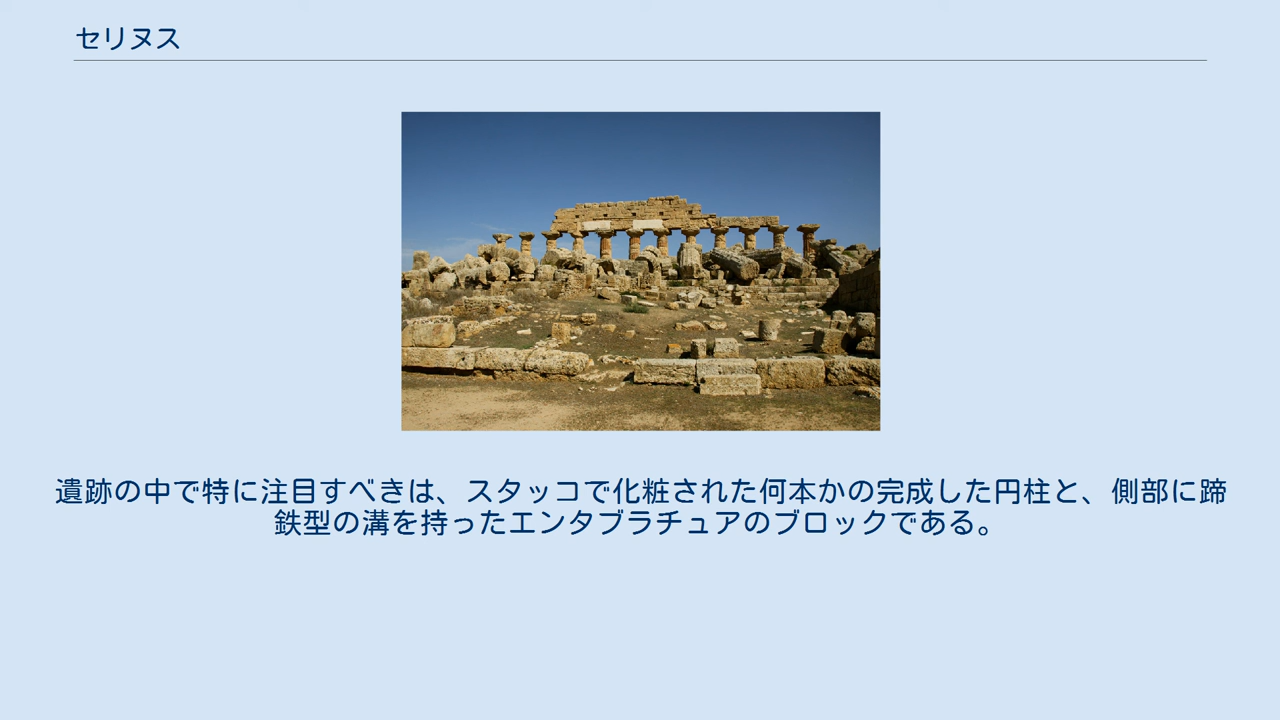 セリヌス
遺跡の中で特に注目すべきは、スタッコで化粧された何本かの完成した円柱と、側部に蹄
鉄型の溝を持ったエンタブラチュアのブロックである。